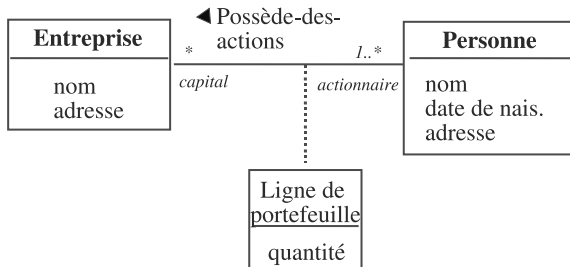 ◀ Possède-des-
actions
Entreprise
nom
adresse
*
capital
1..*
actionnaire
Personne
nom
date de nais.
adresse
Ligne de
portefeuille
quantité